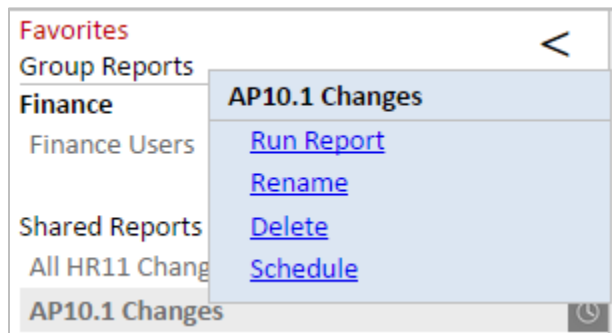 Favorites
<
Group Reports
Finance
Finance Users
Shared Reports
All HR11 Chang
AP10.1 Changes
AP10.1 Changes
Run Report
Rename
Delete
Schedule